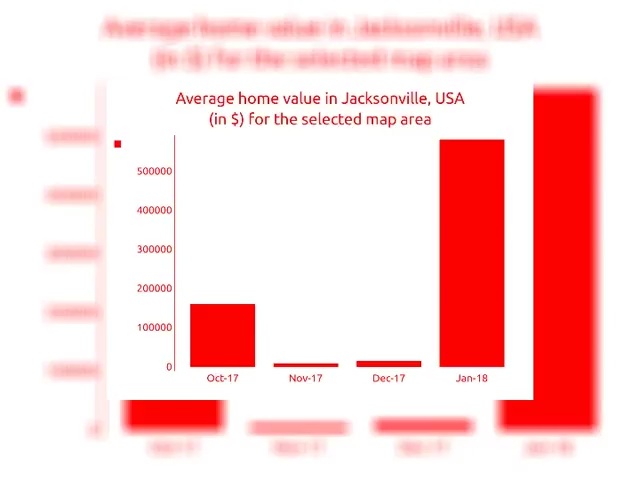 Average home value in Jacksonville, USA
(in $) for the selected map area
500000
400000
300000
200000
100000
0
Oct-17 Nov-17 Dec-17 Jan-18